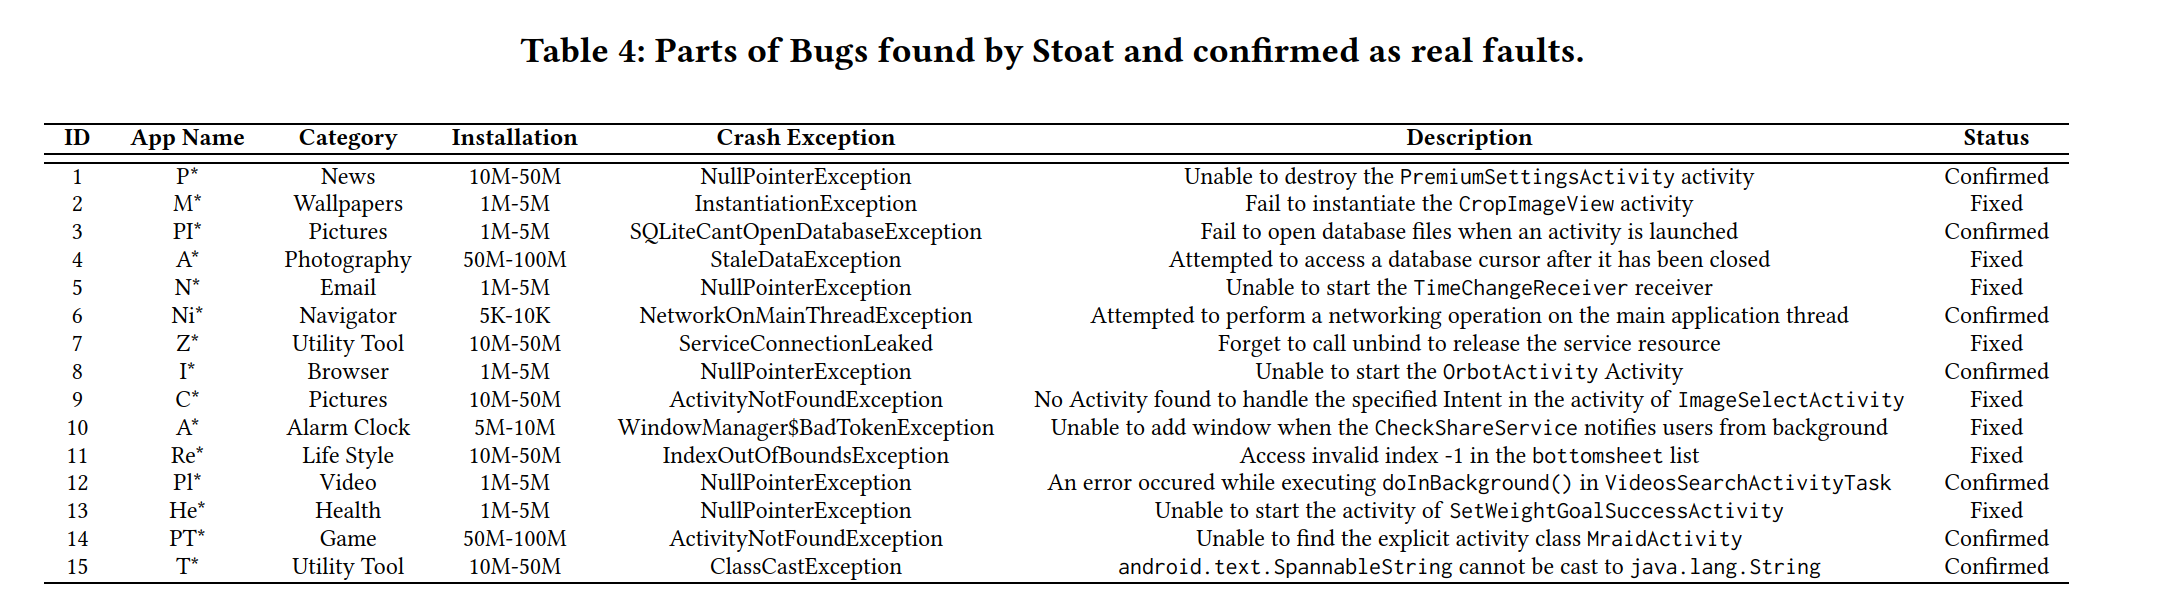 Table 4: Parts of Bugs found by Stoat and confirmed as real faults.
ID App Name Category Installation Crash Exception Description Status
1 P* News 10M-50M NullPointerException Unable to destroy the PremiumSettingsActivity activity Confirmed
2 M* Wallpapers 1M-5M InstantiationException Fail to instantiate the CropImageView activity Fixed
3 PI* Pictures 1M-5M SQLiteCantOpenDatabaseException Fail to open database files when an activity is launched Confirmed
4 A* Photography 50M-100M StaleDataException Attempted to access a database cursor after it has been closed Fixed
5 N* Email 1M-5M NullPointerException Unable to start the TimeChangeReceiver receiver Fixed
6 Ni* Navigator 5K-10K NetworkOnMainThreadException Attempted to perform a networking operation on the main application thread Confirmed
7 Z* Utility Tool 10M-50M ServiceConnectionLeaked Forget to call unbind to release the service resource Fixed
8 I* Browser 1M-5M NullPointerException Unable to start the OrbotActivity Activity Confirmed
9 C* Pictures 10M-50M ActivityNotFoundException No Activity found to handle the specified Intent in the activity of ImageSelectActivity Fixed
10 A* Alarm Clock 5M-10M WindowManager$BadTokenException Unable to add window when the CheckShareService notifies users from background Fixed
11 Re* Life Style 10M-50M IndexOutOfBoundsException Access invalid index -1 in the bottomsheet list Fixed
12 Pl* Video 1M-5M NullPointerException An error occured while executing doInBackground() in VideosSearchActivityTask Confirmed
13 He* Health 1M-5M NullPointerException Unable to start the activity of SetWeightGoalSuccessActivity Fixed
14 PT* Game 50M-100M ActivityNotFoundException Unable to find the explicit activity class MraidActivity Confirmed
15 T* Utility Tool 10M-50M ClassCastException android.text.SpannableString cannot be cast to java.lang.String Confirmed